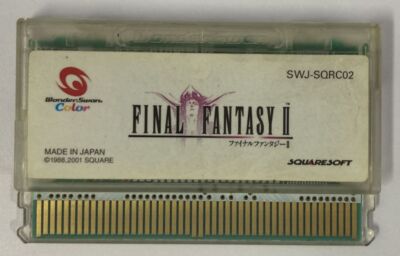 SWJ-SQRC02
WonderSwan
Color
FINAL FANTASY II™
ファイナルファンタジーII
MADE IN JAPAN
©1988,2001 SQUARE
SQUARESOFT